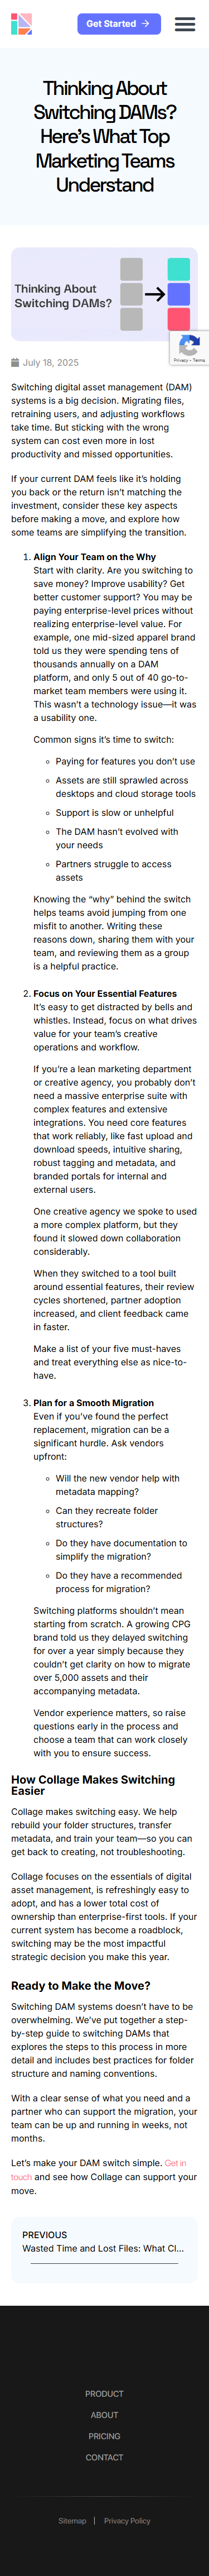 Get Started →
Thinking About
Switching DAMs?
Here's What Top
Marketing Teams
Understand
Thinking About
Switching DAMs?
July 18, 2025
Privacy - Terms
Switching digital asset management (DAM)
systems is a big decision. Migrating files,
retraining users, and adjusting workflows
take time. But sticking with the wrong
system can cost even more in lost
productivity and missed opportunities.
If your current DAM feels like it's holding
you back or the return isn't matching the
investment, consider these key aspects
before making a move, and explore how
some teams are simplifying the transition.
1. Align Your Team on the Why
Start with clarity. Are you switching to
save money? Improve usability? Get
better customer support? You may be
paying enterprise-level prices without
realizing enterprise-level value. For
example, one mid-sized apparel brand
told us they were spending tens of
thousands annually on a DAM
platform, and only 5 out of 40 go-to-
market team members were using it.
This wasn't a technology issue—it was
a usability one.
Common signs it's time to switch:
◦ Paying for features you don't use
◦ Assets are still sprawled across
desktops and cloud storage tools
◦ Support is slow or unhelpful
◦ The DAM hasn't evolved with
your needs
◦ Partners struggle to access
assets
Knowing the “why” behind the switch
helps teams avoid jumping from one
misfit to another. Writing these
reasons down, sharing them with your
team, and reviewing them as a group
is a helpful practice.
2. Focus on Your Essential Features
It's easy to get distracted by bells and
whistles. Instead, focus on what drives
value for your team's creative
operations and workflow.
If you're a lean marketing department
or creative agency, you probably don't
need a massive enterprise suite with
complex features and extensive
integrations. You need core features
that work reliably, like fast upload and
download speeds, intuitive sharing,
robust tagging and metadata, and
branded portals for internal and
external users.
One creative agency we spoke to used
a more complex platform, but they
found it slowed down collaboration
considerably.
When they switched to a tool built
around essential features, their review
cycles shortened, partner adoption
increased, and client feedback came
in faster.
Make a list of your five must-haves
and treat everything else as nice-to-
have.
3. Plan for a Smooth Migration
Even if you've found the perfect
replacement, migration can be a
significant hurdle. Ask vendors
upfront:
◦ Will the new vendor help with
metadata mapping?
◦ Can they recreate folder
structures?
◦ Do they have documentation to
simplify the migration?
◦ Do they have a recommended
process for migration?
Switching platforms shouldn't mean
starting from scratch. A growing CPG
brand told us they delayed switching
for over a year simply because they
couldn't get clarity on how to migrate
over 5,000 assets and their
accompanying metadata.
Vendor experience matters, so raise
questions early in the process and
choose a team that can work closely
with you to ensure success.
How Collage Makes Switching
Easier
Collage makes switching easy. We help
rebuild your folder structures, transfer
metadata, and train your team—so you can
get back to creating, not troubleshooting.
Collage focuses on the essentials of digital
asset management, is refreshingly easy to
adopt, and has a lower total cost of
ownership than enterprise-first tools. If your
current system has become a roadblock,
switching may be the most impactful
strategic decision you make this year.
Ready to Make the Move?
Switching DAM systems doesn't have to be
overwhelming. We've put together a step-
by-step guide to switching DAMs that
explores the steps to this process in more
detail and includes best practices for folder
structure and naming conventions.
With a clear sense of what you need and a
partner who can support the migration, your
team can be up and running in weeks, not
months.
Let's make your DAM switch simple. Get in
touch and see how Collage can support your
move.
PREVIOUS
Wasted Time and Lost Files: What Cl...
PRODUCT
ABOUT
PRICING
CONTACT
Sitemap | Privacy Policy